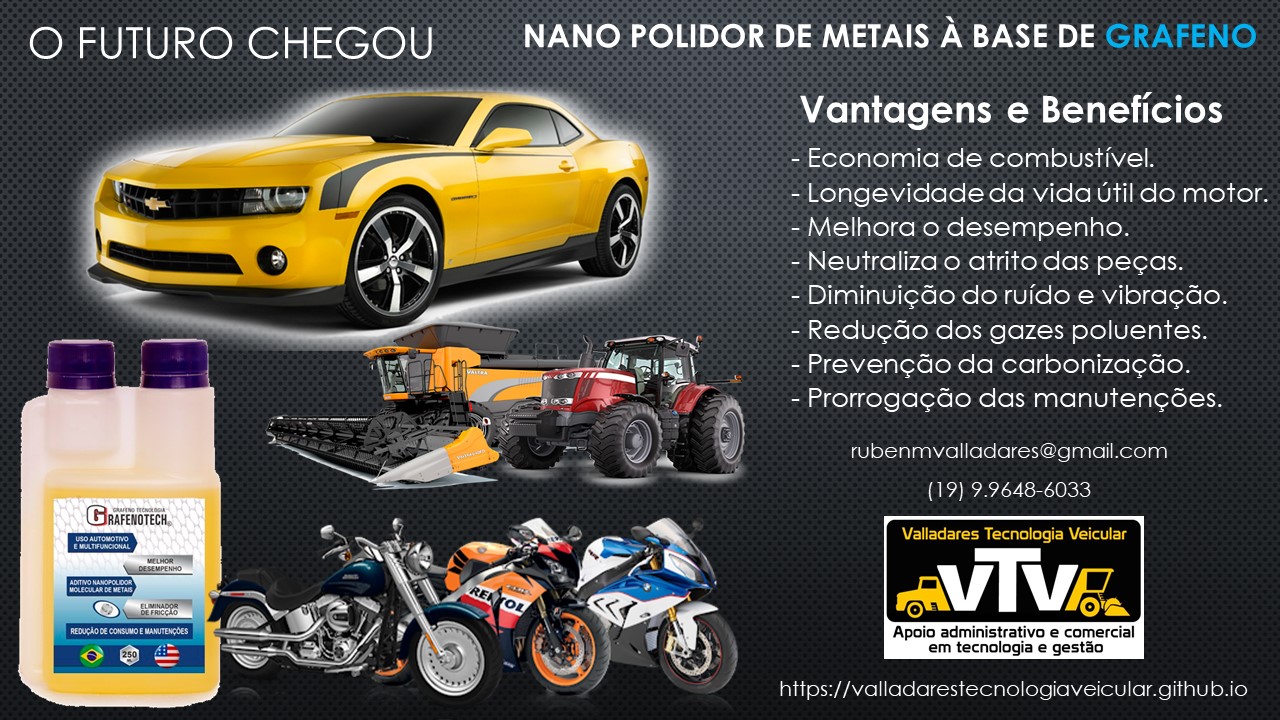 O FUTURO CHEGOU
NANO POLIDOR DE METAIS À BASE DE GRAFENO
Vantagens e Benefícios
- Economia de combustível.
- Longevidade da vida útil do motor.
- Melhora o desempenho.
- Neutraliza o atrito das peças.
- Diminuição do ruído e vibração.
- Redução dos gazes poluentes.
- Prevenção da carbonização.
- Prorrogação das manutenções.
rubenmvalladares@gmail.com
(19) 9.9648-6033
Valladares Tecnologia Veicular
VTV
Apoio administrativo e comercial
em tecnologia e gestão
https://valladarestecnologiaveicular.github.io
GRAFENO TECNOLOGIA
GRAFENOTECH
USO AUTOMOTIVO
E MULTIFUNCIONAL
MELHOR
DESEMPENHO
ADITIVO NANOPOLIDOR
MOLECULAR DE METAIS
ELIMINADOR
DE FRICÇÃO
REDUÇÃO DE CONSUMO E MANUTENÇÕES
250
VALTRA
REPSOL